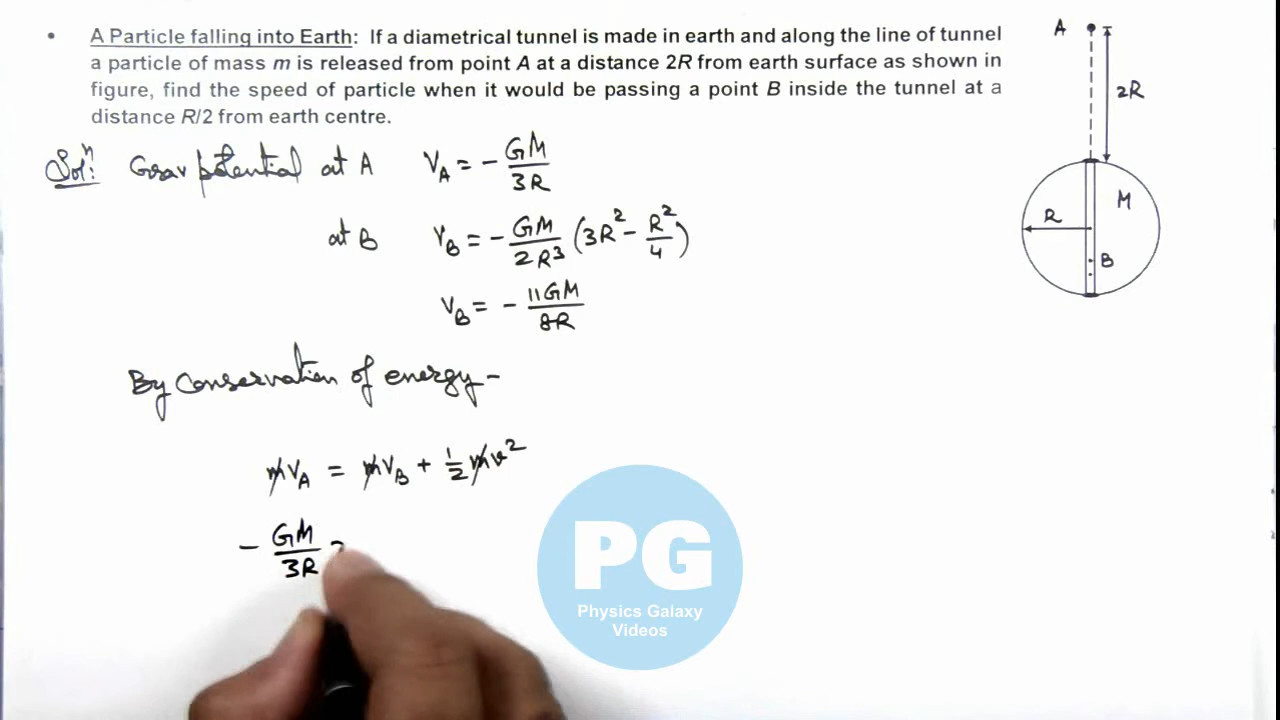 • A Particle falling into Earth: If a diametrical tunnel is made in earth and along the line of tunnel
a particle of mass m is released from point A at a distance 2R from earth surface as shown in
figure, find the speed of particle when it would be passing a point B inside the tunnel at a
distance R/2 from earth centre.
Solⁿ: Grav potential at A V_A = - GM/3R
at B V_B = - GM/2R³ (3R² - R²/4)
V_B = - 11GM/8R
By Conservation of energy -
mV_A = mV_B + 1/2 mv²
- GM/3R =
A
2R
R
M
B
PG
Physics Galaxy
Videos